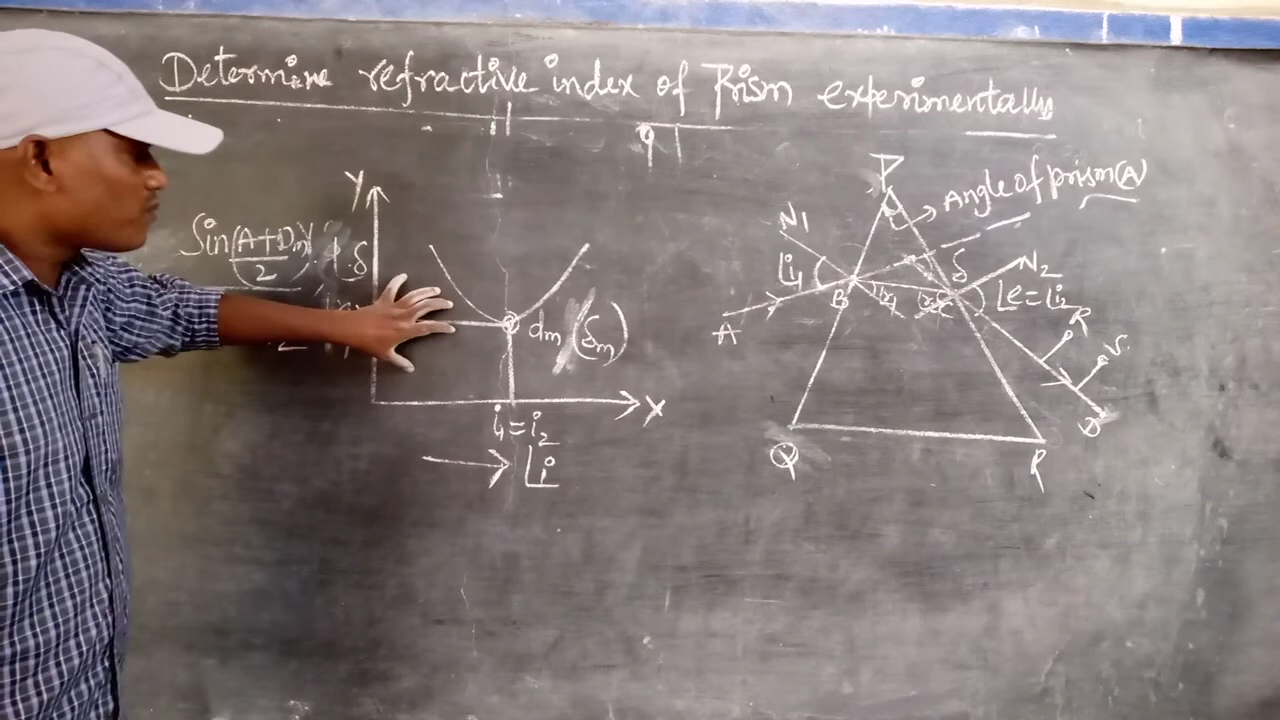 Determine refractive index of Prism experimentally
Y
Sin(A+Dm)
2
δ
dm (δm)
X
i1 = i2
∠i
P
Angle of prism(A)
N1
∠i1
δ
N2
∠e=∠i2
A
B
r1
r2
C
R
V
D
Q
R